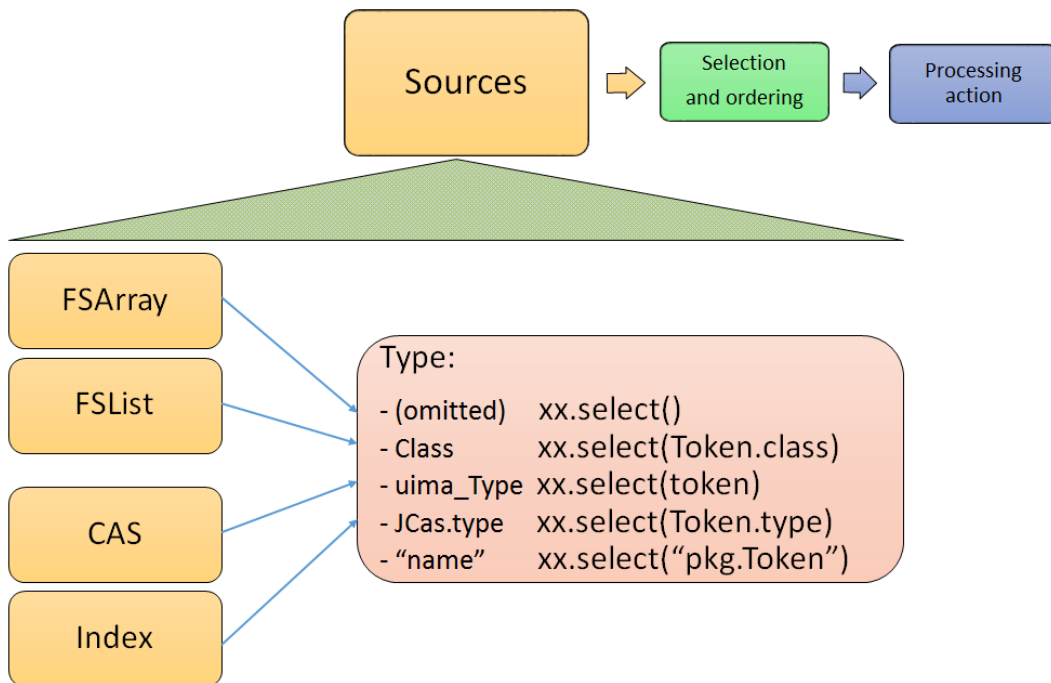 Sources
Selection
and ordering
Processing
action
FSArray
FSList
CAS
Index
Type:
- (omitted) xx.select()
- Class xx.select(Token.class)
- uima_Type xx.select(token)
- JCas.type xx.select(Token.type)
- “name” xx.select(“pkg.Token”)